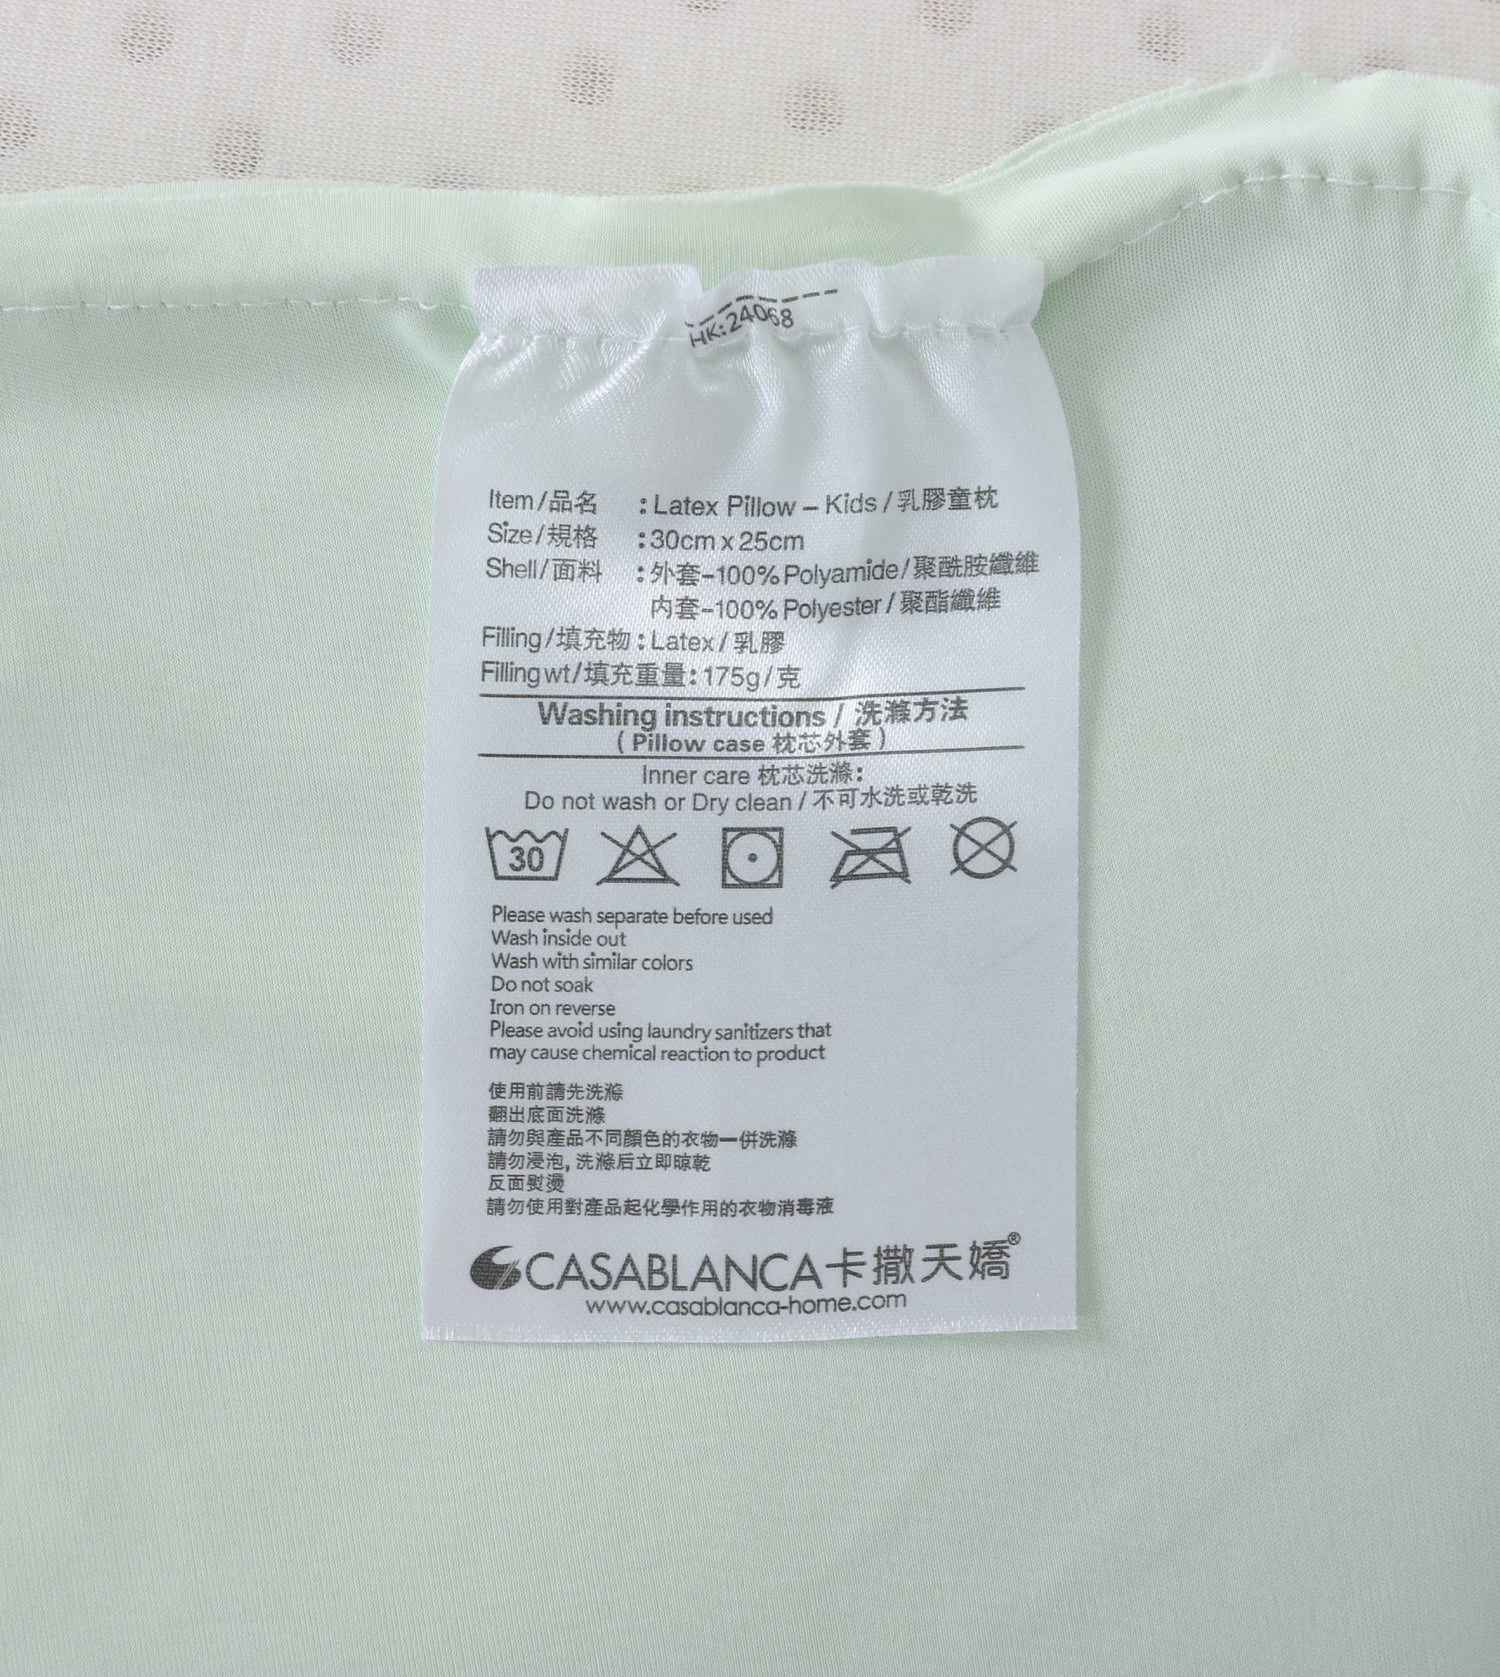 HK:24068
Item/品名 : Latex Pillow – Kids / 乳膠童枕
Size/規格 : 30cm x 25cm
Shell/面料 : 外套-100% Polyamide/聚酰胺纖維
内套-100% Polyester / 聚酯纖維
Filling/填充物 : Latex/乳膠
Filling wt/填充重量: 175g/克
Washing instructions / 洗滌方法
( Pillow case 枕芯外套 )
Inner care 枕芯洗滌:
Do not wash or Dry clean / 不可水洗或乾洗
30
Please wash separate before used
Wash inside out
Wash with similar colors
Do not soak
Iron on reverse
Please avoid using laundry sanitizers that
may cause chemical reaction to product
使用前請先洗滌
翻出底面洗滌
請勿與產品不同顏色的衣物一併洗滌
請勿浸泡, 洗滌后立即晾乾
反面熨燙
請勿使用對產品起化學作用的衣物消毒液
CASABLANCA卡撒天嬌®
www.casablanca-home.com